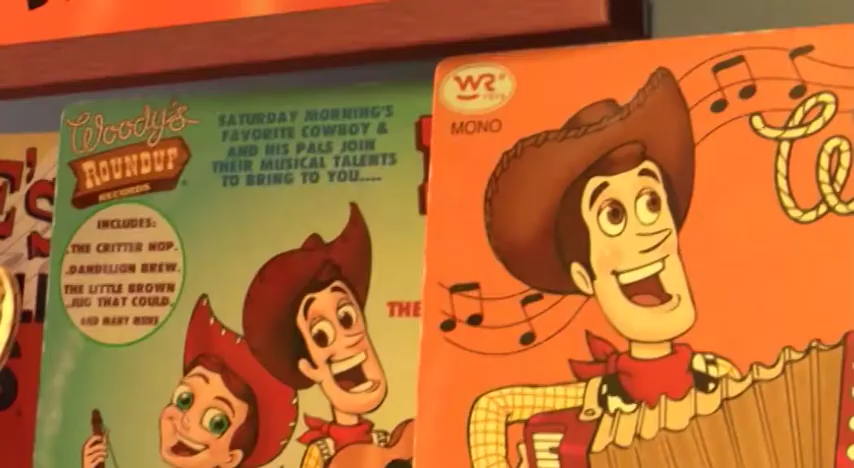 Woody's
ROUNDUP
RECORDS
SATURDAY MORNING'S
FAVORITE COWBOY &
AND HIS PALS JOIN
THEIR MUSICAL TALENTS
TO BRING TO YOU....
INCLUDES:
.THE CRITTER HOP.
.DANDELION BREW.
THE LITTLE BROWN
JUG THAT COULD.
AND MANY MORE
THE
WR
MONO